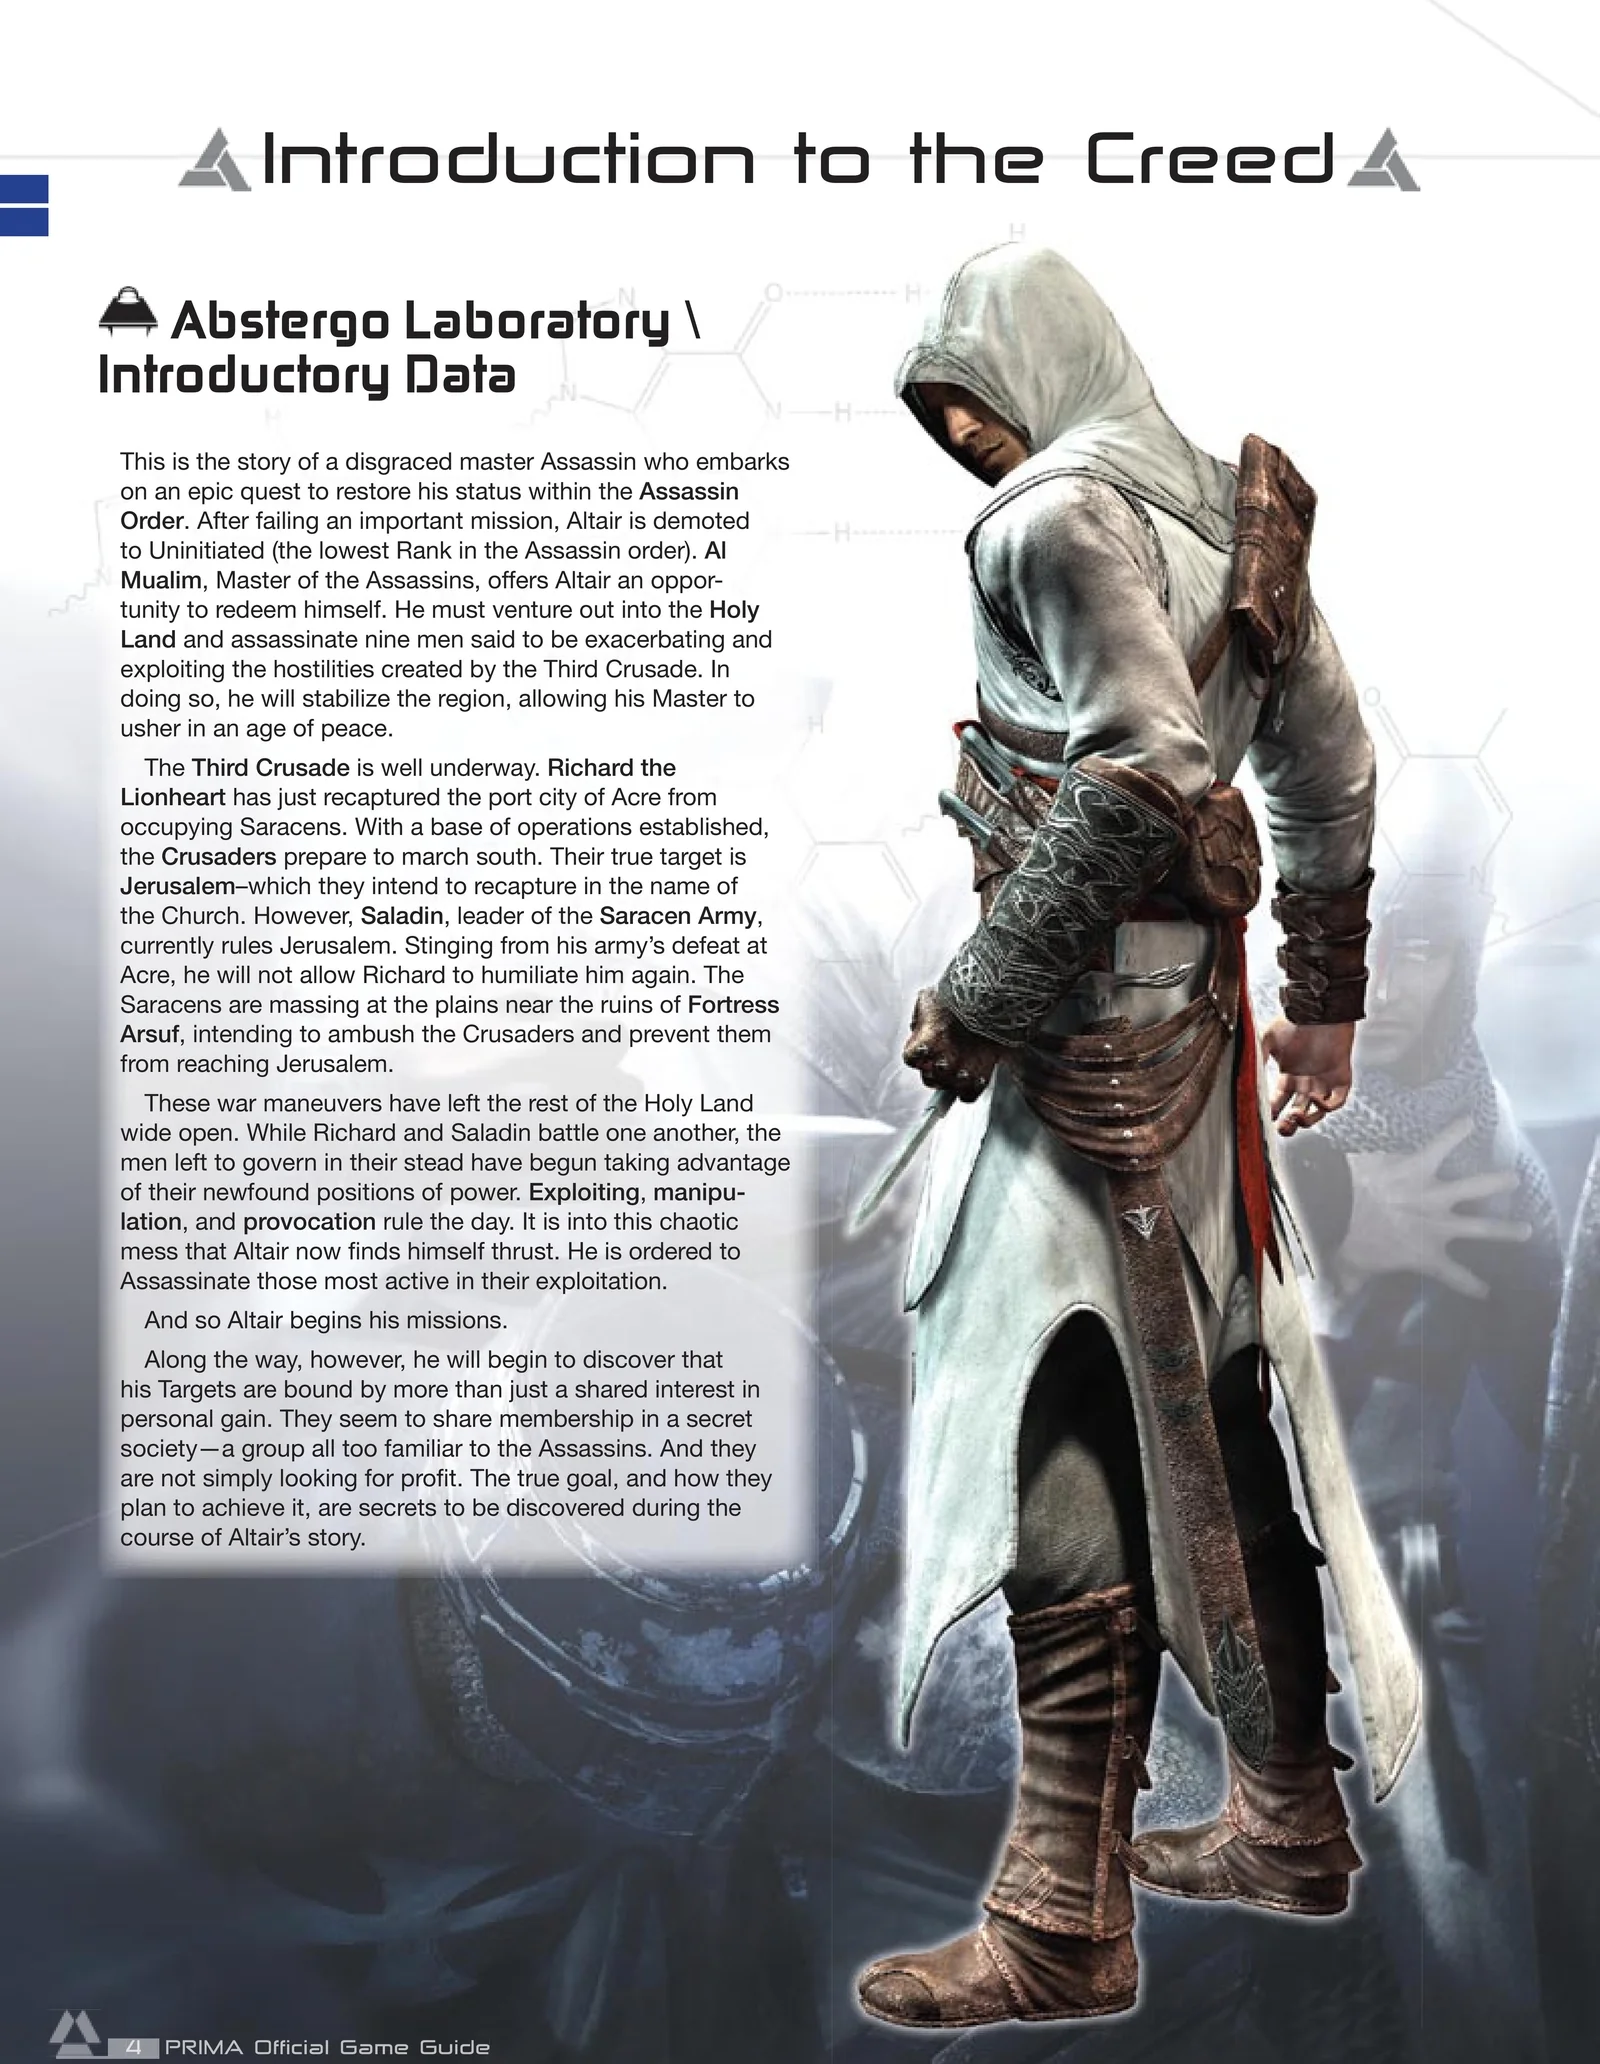 Introduction to the Creed
Abstergo Laboratory \
Introductory Data
This is the story of a disgraced master Assassin who embarks
on an epic quest to restore his status within the Assassin
Order. After failing an important mission, Altair is demoted
to Uninitiated (the lowest Rank in the Assassin order). Al
Mualim, Master of the Assassins, offers Altair an oppor-
tunity to redeem himself. He must venture out into the Holy
Land and assassinate nine men said to be exacerbating and
exploiting the hostilities created by the Third Crusade. In
doing so, he will stabilize the region, allowing his Master to
usher in an age of peace.
The Third Crusade is well underway. Richard the
Lionheart has just recaptured the port city of Acre from
occupying Saracens. With a base of operations established,
the Crusaders prepare to march south. Their true target is
Jerusalem–which they intend to recapture in the name of
the Church. However, Saladin, leader of the Saracen Army,
currently rules Jerusalem. Stinging from his army’s defeat at
Acre, he will not allow Richard to humiliate him again. The
Saracens are massing at the plains near the ruins of Fortress
Arsuf, intending to ambush the Crusaders and prevent them
from reaching Jerusalem.
These war maneuvers have left the rest of the Holy Land
wide open. While Richard and Saladin battle one another, the
men left to govern in their stead have begun taking advantage
of their newfound positions of power. Exploiting, manipu-
lation, and provocation rule the day. It is into this chaotic
mess that Altair now finds himself thrust. He is ordered to
Assassinate those most active in their exploitation.
And so Altair begins his missions.
Along the way, however, he will begin to discover that
his Targets are bound by more than just a shared interest in
personal gain. They seem to share membership in a secret
society—a group all too familiar to the Assassins. And they
are not simply looking for profit. The true goal, and how they
plan to achieve it, are secrets to be discovered during the
course of Altair’s story.
4 PRIMA Official Game Guide